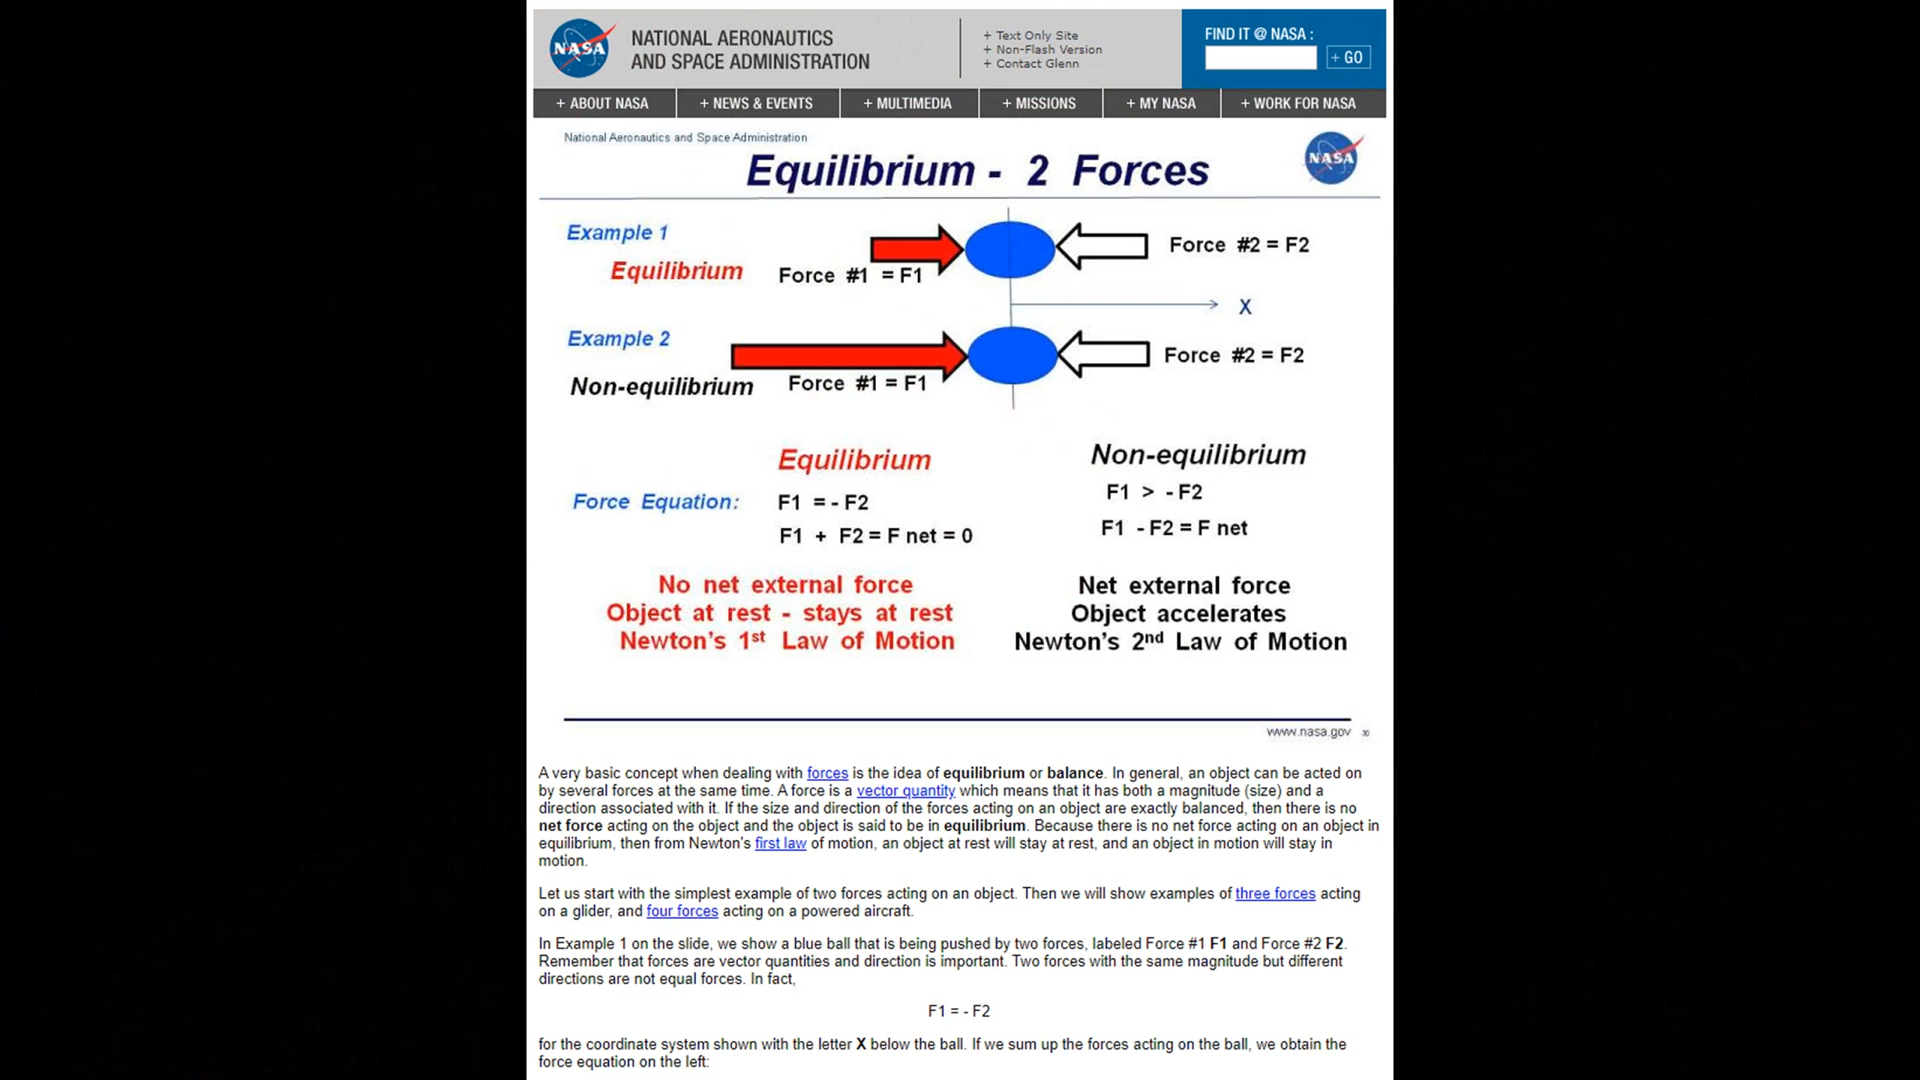 NASA
NATIONAL AERONAUTICS
AND SPACE ADMINISTRATION
+ Text Only Site
+ Non-Flash Version
+ Contact Glenn
FIND IT @ NASA :
+ GO
+ ABOUT NASA
+ NEWS & EVENTS
+ MULTIMEDIA
+ MISSIONS
+ MY NASA
+ WORK FOR NASA
National Aeronautics and Space Administration
NASA
Equilibrium - 2 Forces
Example 1
Equilibrium
Force #1 = F1
Force #2 = F2
X
Example 2
Non-equilibrium
Force #1 = F1
Force #2 = F2
Equilibrium
Non-equilibrium
Force Equation:
F1 = - F2
F1 > - F2
F1 + F2 = F net = 0
F1 - F2 = F net
No net external force
Object at rest - stays at rest
Newton's 1st Law of Motion
Net external force
Object accelerates
Newton's 2nd Law of Motion
www.nasa.gov 30
A very basic concept when dealing with forces is the idea of equilibrium or balance. In general, an object can be acted on
by several forces at the same time. A force is a vector quantity which means that it has both a magnitude (size) and a
direction associated with it. If the size and direction of the forces acting on an object are exactly balanced, then there is no
net force acting on the object and the object is said to be in equilibrium. Because there is no net force acting on an object in
equilibrium, then from Newton's first law of motion, an object at rest will stay at rest, and an object in motion will stay in
motion.
Let us start with the simplest example of two forces acting on an object. Then we will show examples of three forces acting
on a glider, and four forces acting on a powered aircraft.
In Example 1 on the slide, we show a blue ball that is being pushed by two forces, labeled Force #1 F1 and Force #2 F2.
Remember that forces are vector quantities and direction is important. Two forces with the same magnitude but different
directions are not equal forces. In fact,
F1 = - F2
for the coordinate system shown with the letter X below the ball. If we sum up the forces acting on the ball, we obtain the
force equation on the left: